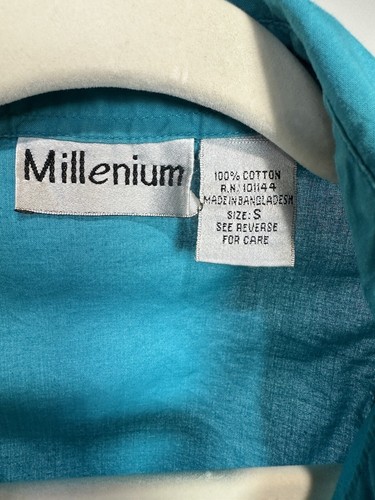 Millenium
100% COTTON
R.N. 101144
MADE IN BANGLADESH
SIZE: S
SEE REVERSE
FOR CARE